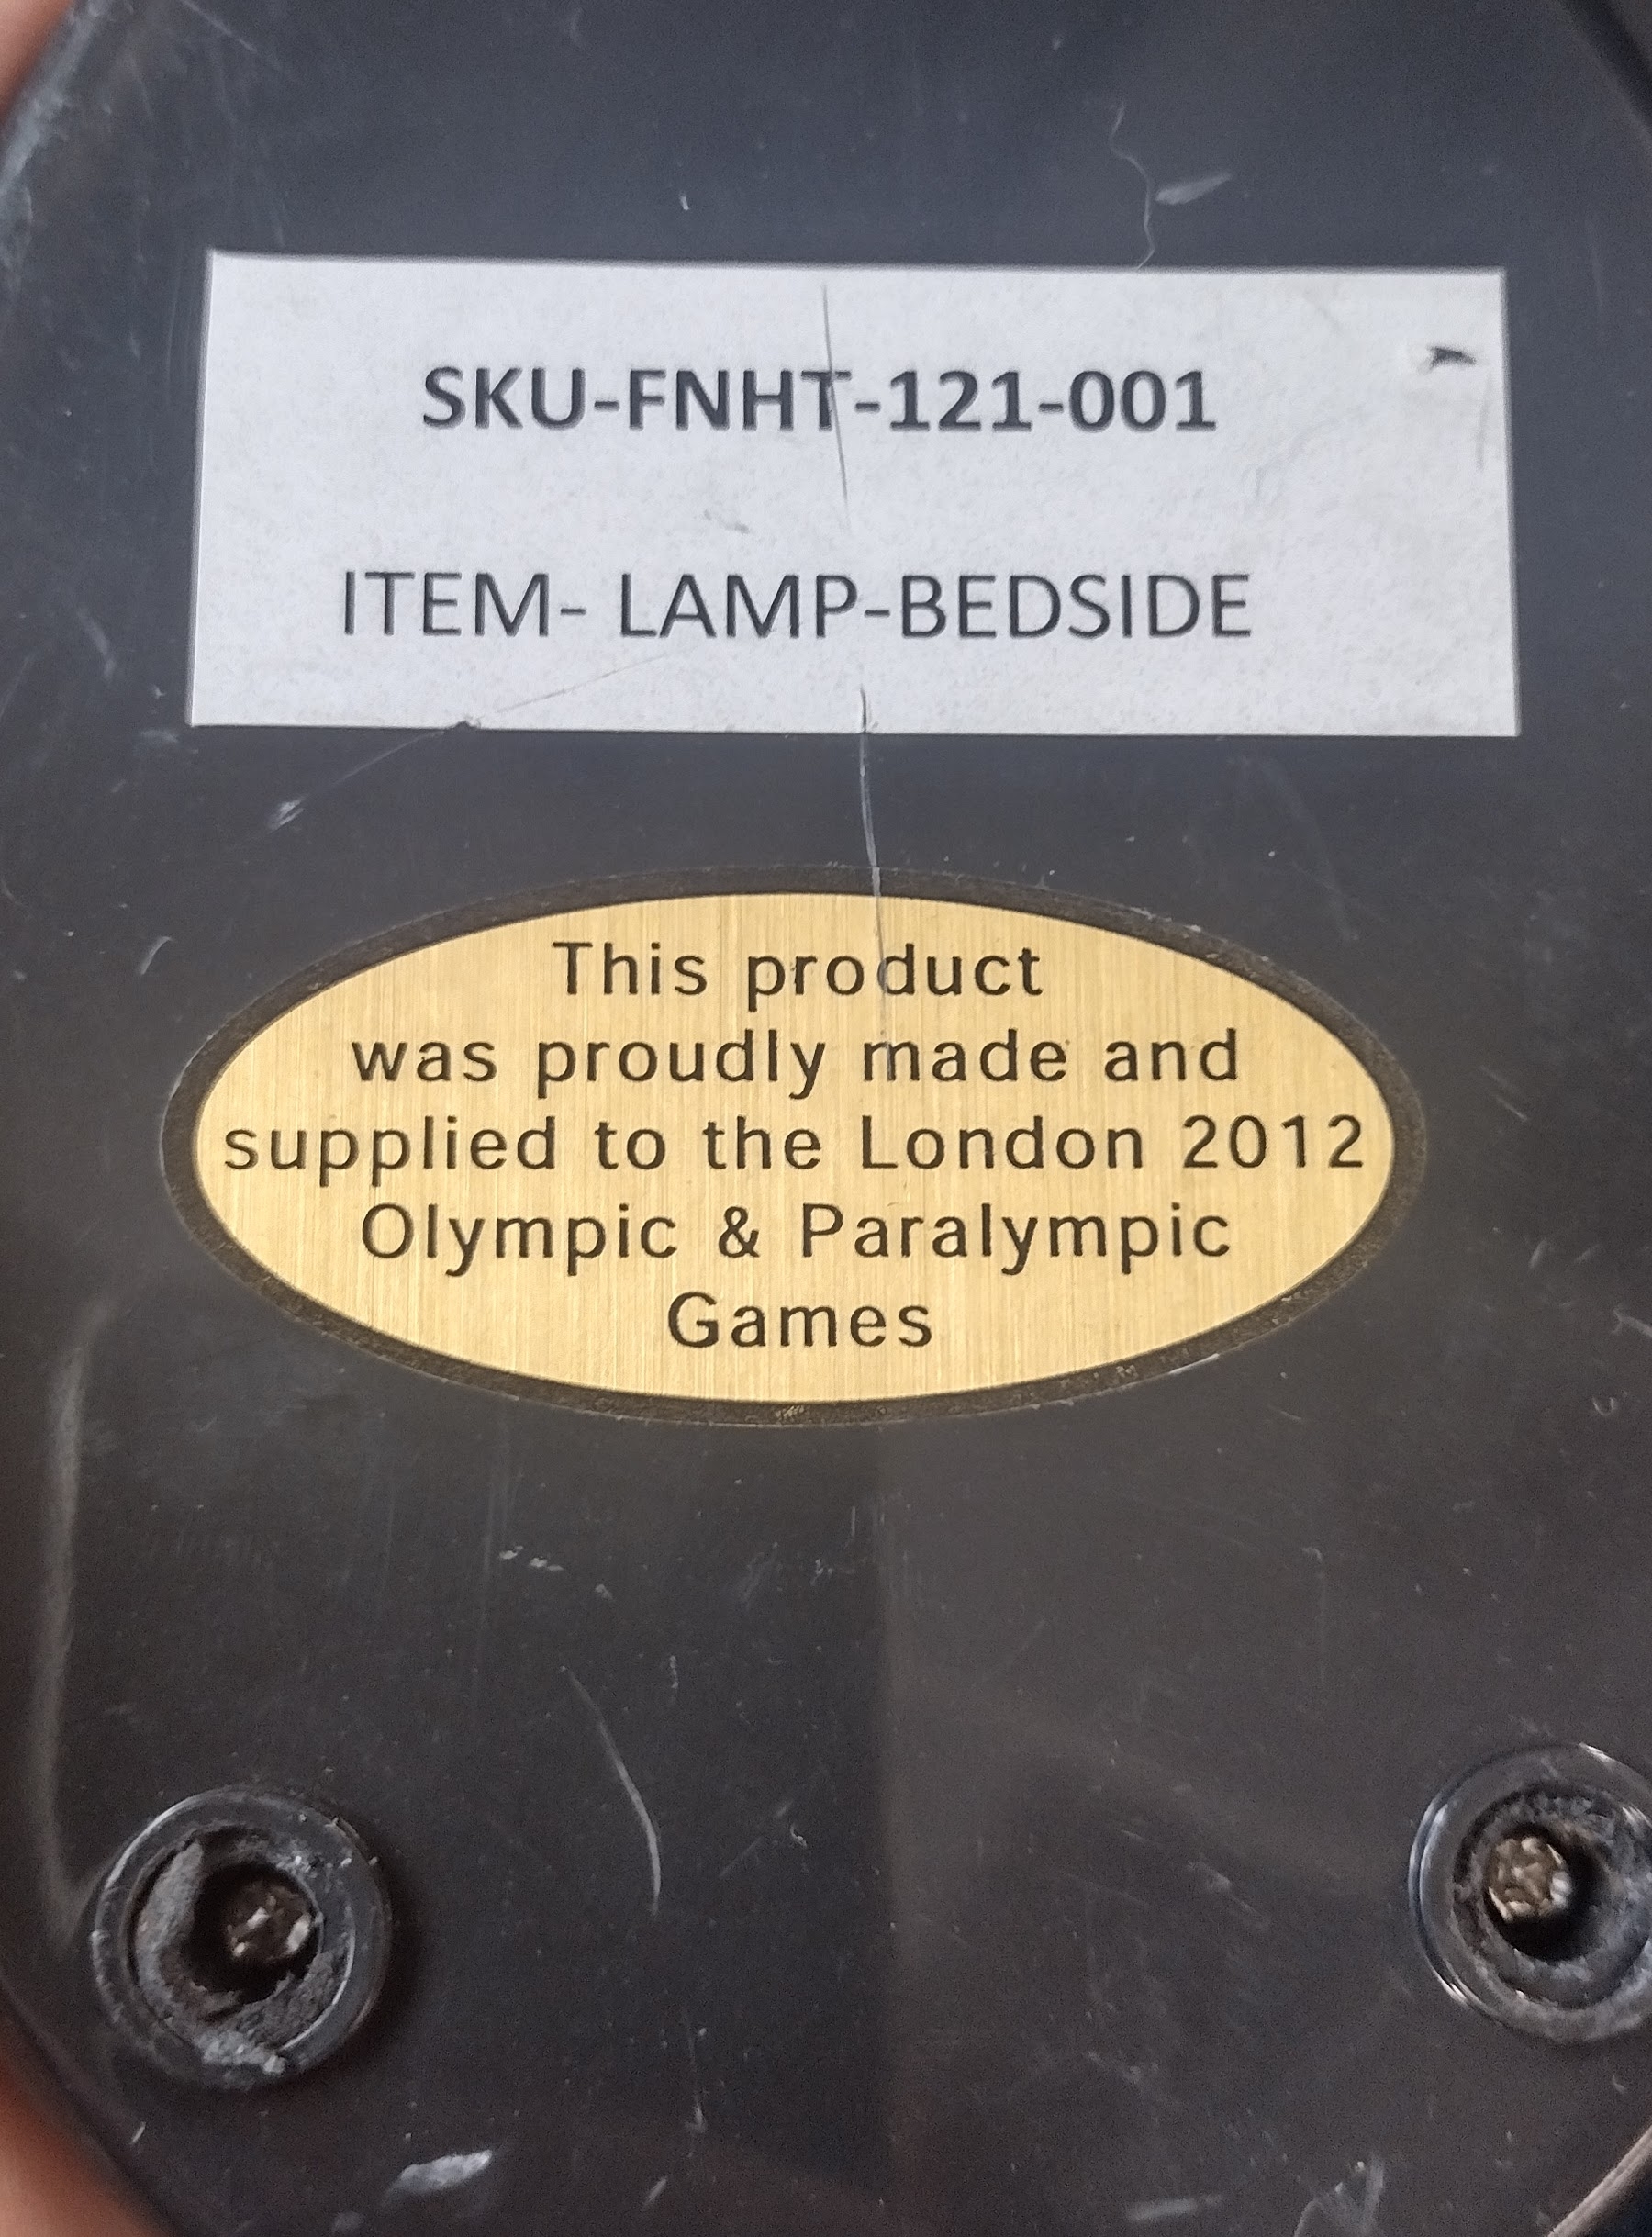 SKU-FNHT-121-001
ITEM- LAMP-BEDSIDE
This product
was proudly made and
supplied to the London 2012
Olympic & Paralympic
Games